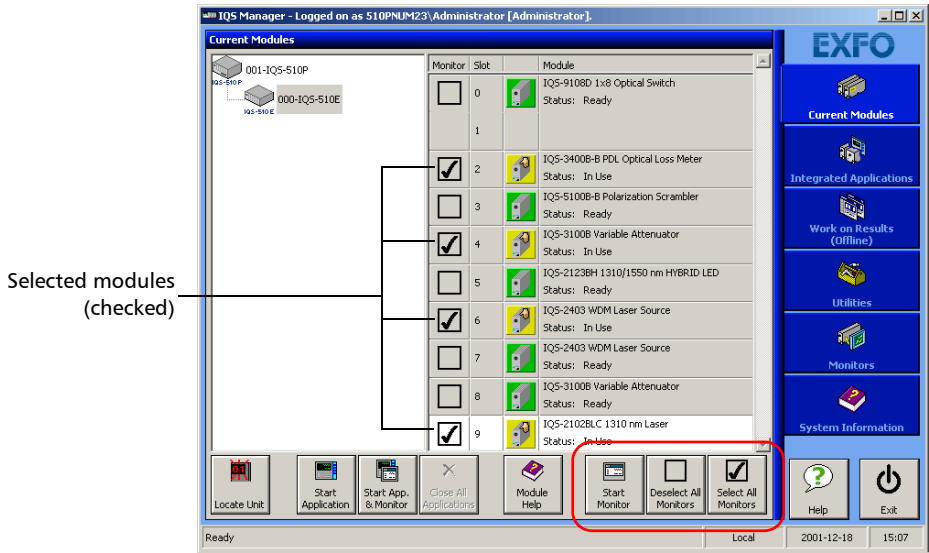 IQS Manager - Logged on as 510PNUM23\Administrator [Administrator].
Current Modules
EXFO
001-IQS-510P
IQS-510P
000-IQS-510E
IQS-510E
Monitor Slot Module
0 IQS-9108D 1x8 Optical Switch
Status: Ready
1
2 IQS-3400B-B PDL Optical Loss Meter
Status: In Use
3 IQS-5100B-B Polarization Scrambler
Status: Ready
4 IQS-3100B Variable Attenuator
Status: In Use
5 IQS-2123BH 1310/1550 nm HYBRID LED
Status: Ready
6 IQS-2403 WDM Laser Source
Status: In Use
7 IQS-2403 WDM Laser Source
Status: Ready
8 IQS-3100B Variable Attenuator
Status: Ready
9 IQS-2102BLC 1310 nm Laser
Status: In Use
Selected modules
(checked)
Current Modules
Integrated Applications
Work on Results
(Offline)
Utilities
Monitors
System Information
Locate Unit
Start
Application
Start App.
& Monitor
Close All
Applications
Module
Help
Start
Monitor
Deselect All
Monitors
Select All
Monitors
Help
Exit
Ready
Local
2001-12-18
15:07